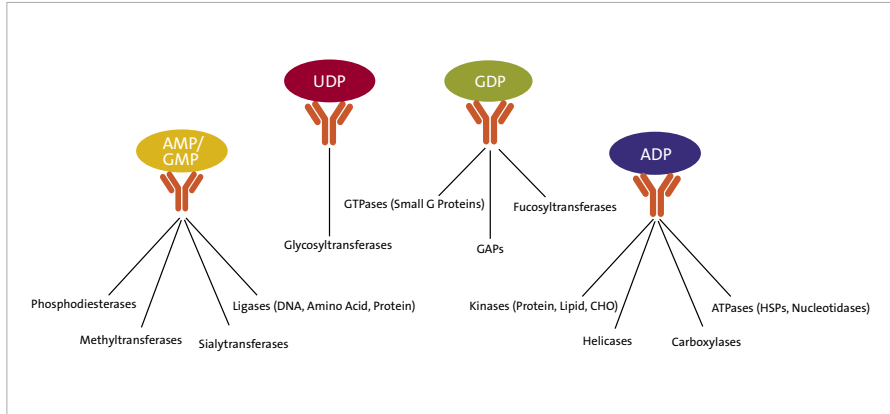 UDP
GDP
AMP/
GMP
ADP
GTPases (Small G Proteins)
Fucosyltransferases
Glycosyltransferases
GAPs
Phosphodiesterases
Ligases (DNA, Amino Acid, Protein)
Kinases (Protein, Lipid, CHO)
ATPases (HSPs, Nucleotidases)
Methyltransferases
Sialytransferases
Helicases
Carboxylases